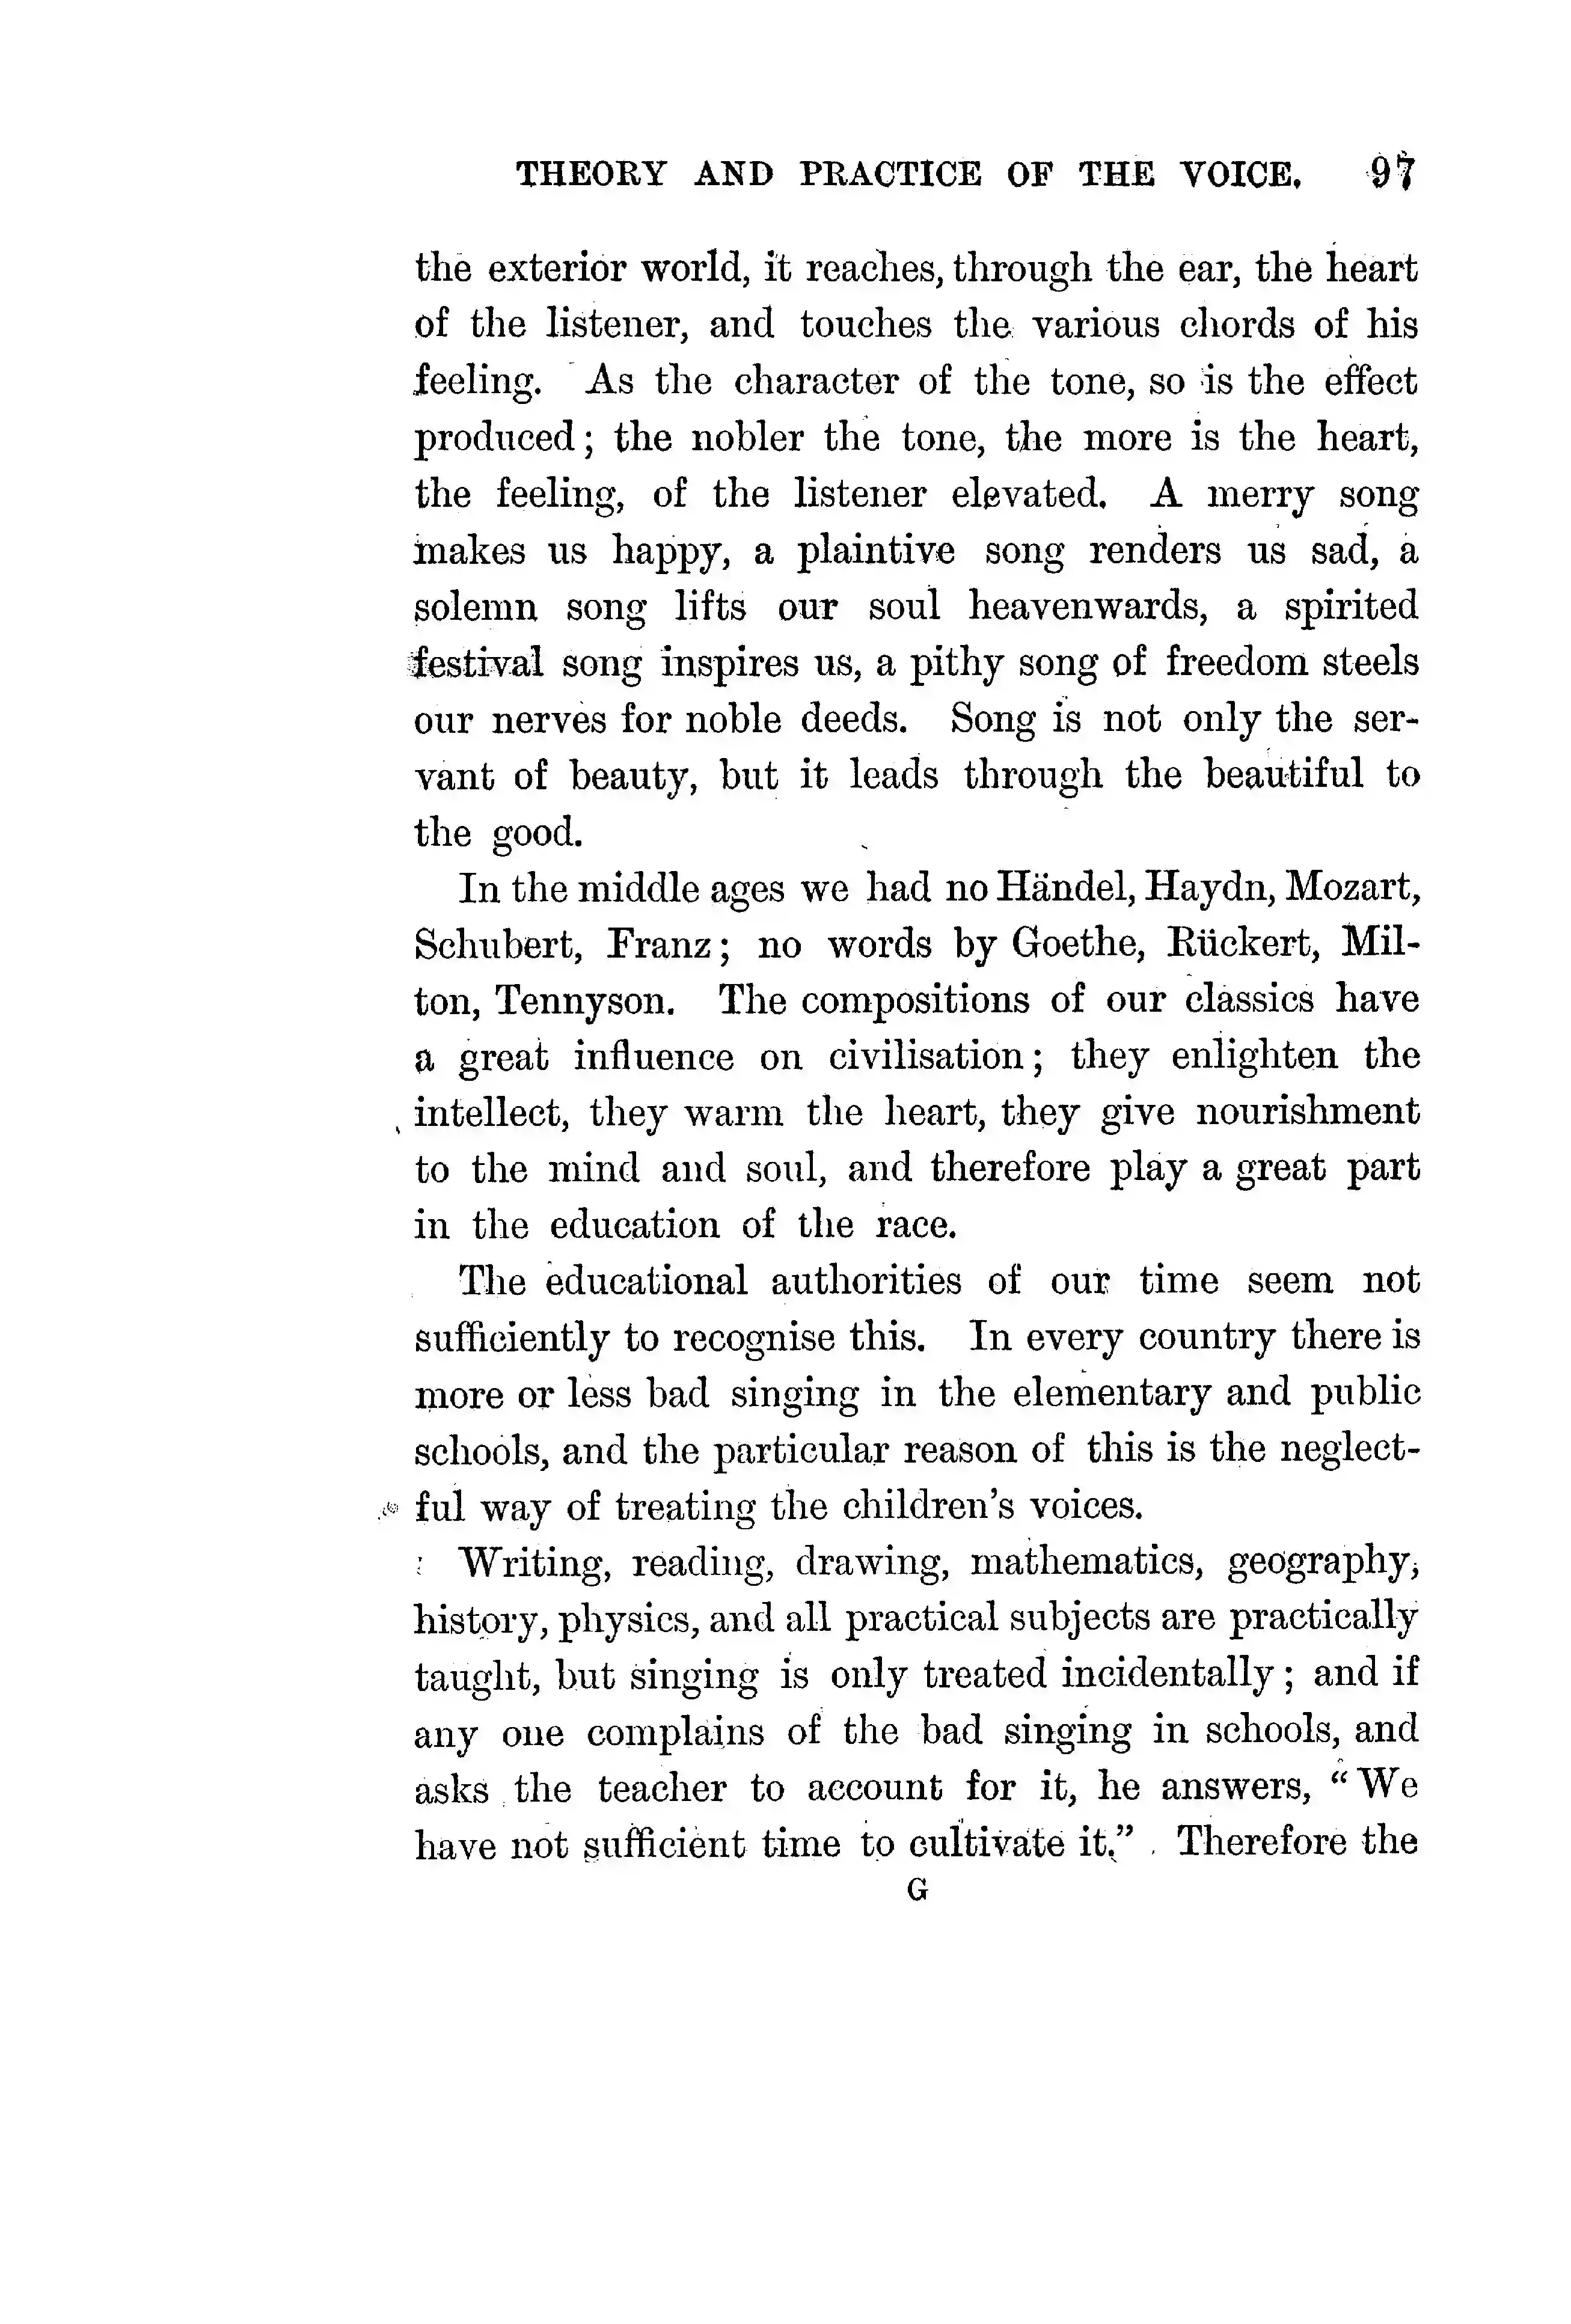 THEORY AND PRACTICE OF THE VOICE. 97
the exterior world, it reaches, through the ear, the heart
of the listener, and touches the various chords of his
feeling. As the character of the tone, so is the effect
produced; the nobler the tone, the more is the heart,
the feeling, of the listener elevated. A merry song
makes us happy, a plaintive song renders us sad, a
solemn song lifts our soul heavenwards, a spirited
festival song inspires us, a pithy song of freedom steels
our nerves for noble deeds. Song is not only the ser-
vant of beauty, but it leads through the beautiful to
the good.
In the middle ages we had no Händel, Haydn, Mozart,
Schubert, Franz; no words by Goethe, Rückert, Mil-
ton, Tennyson. The compositions of our classics have
a great influence on civilisation; they enlighten the
intellect, they warm the heart, they give nourishment
to the mind and soul, and therefore play a great part
in the education of the race.
The educational authorities of our time seem not
sufficiently to recognise this. In every country there is
more or less bad singing in the elementary and public
schools, and the particular reason of this is the neglect-
ful way of treating the children's voices.
Writing, reading, drawing, mathematics, geography,
history, physics, and all practical subjects are practically
taught, but singing is only treated incidentally; and if
any one complains of the bad singing in schools, and
asks the teacher to account for it, he answers, "We
have not sufficient time to cultivate it." Therefore the
G